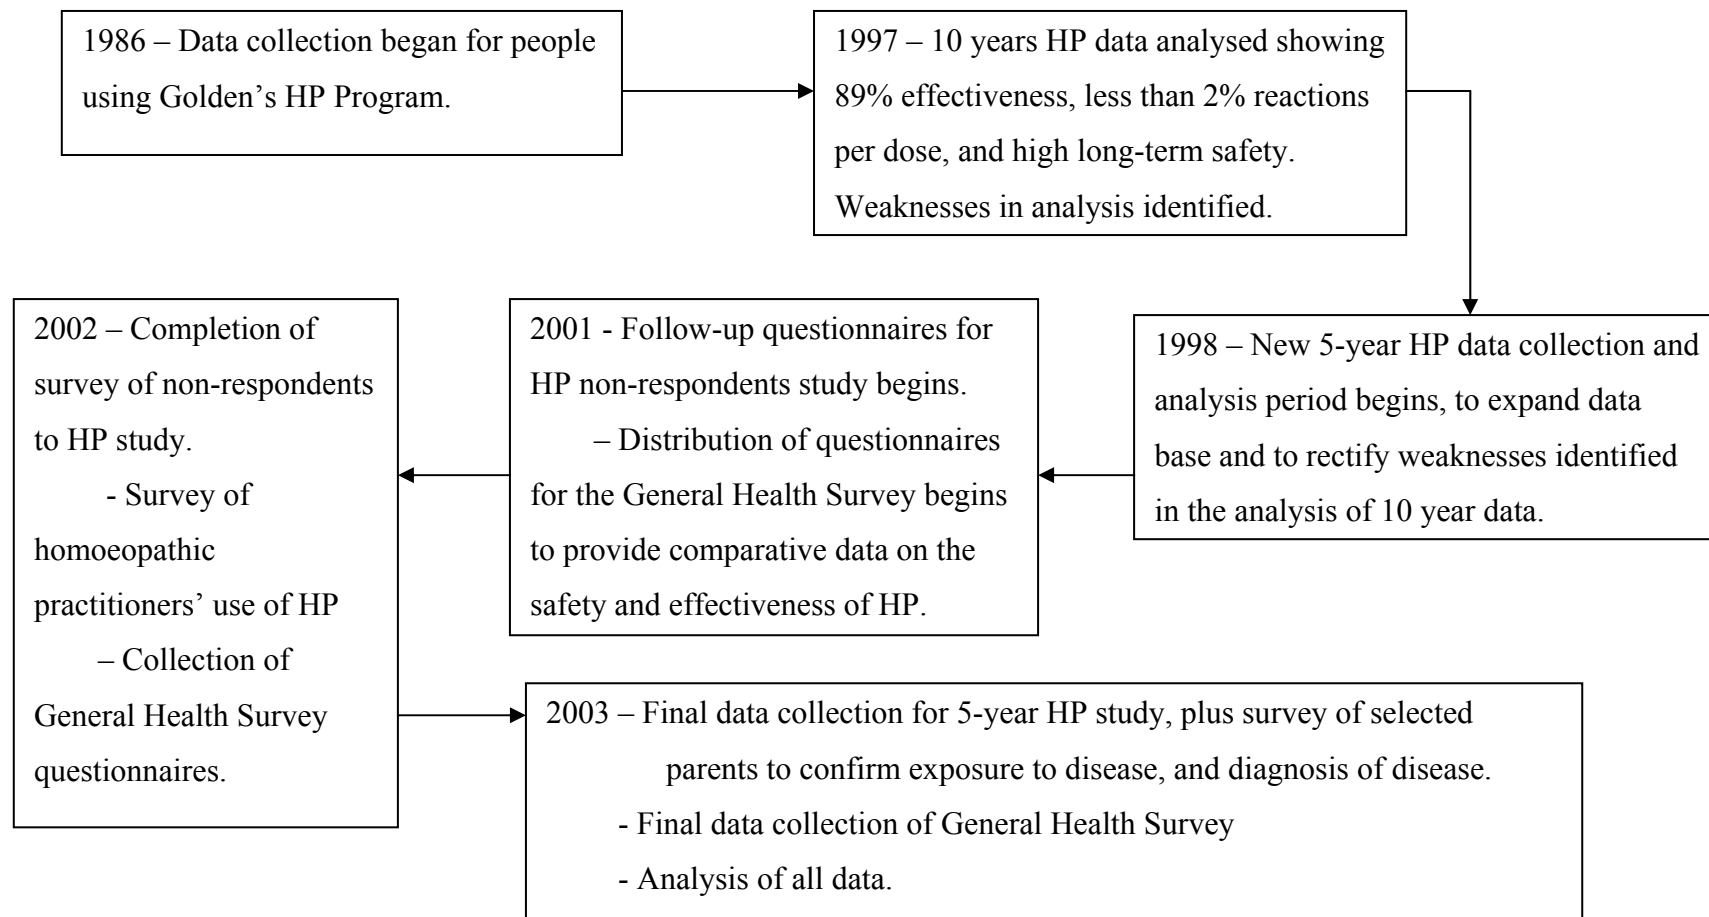 1986 – Data collection began for people
using Golden’s HP Program.
1997 – 10 years HP data analysed showing
89% effectiveness, less than 2% reactions
per dose, and high long-term safety.
Weaknesses in analysis identified.
1998 – New 5-year HP data collection and
analysis period begins, to expand data
base and to rectify weaknesses identified
in the analysis of 10 year data.
2001 - Follow-up questionnaires for
HP non-respondents study begins.
– Distribution of questionnaires
for the General Health Survey begins
to provide comparative data on the
safety and effectiveness of HP.
2002 – Completion of
survey of non-respondents
to HP study.
- Survey of
homoeopathic
practitioners’ use of HP
– Collection of
General Health Survey
questionnaires.
2003 – Final data collection for 5-year HP study, plus survey of selected
parents to confirm exposure to disease, and diagnosis of disease.
- Final data collection of General Health Survey
- Analysis of all data.